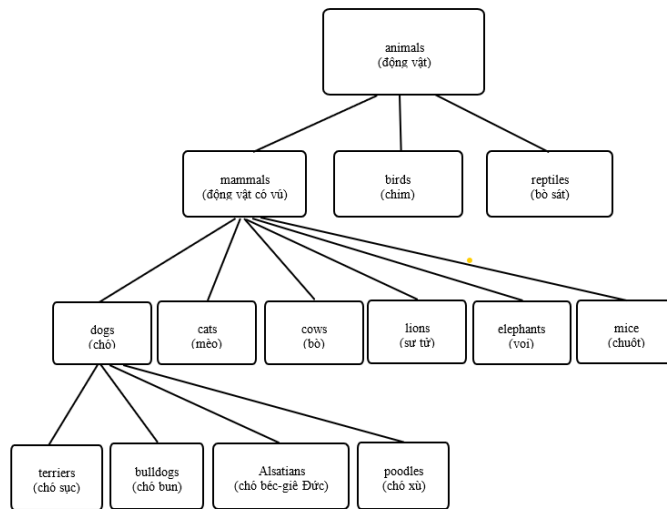 animals
(động vật)
mammals
(động vật có vũ)
birds
(chim)
reptiles
(bò sát)
dogs
(chó)
cats
(mèo)
cows
(bò)
lions
(sư tử)
elephants
(voi)
mice
(chuột)
terriers
(chó sục)
bulldogs
(chó bun)
Alsatians
(chó béc-giê Đức)
poodles
(chó xù)